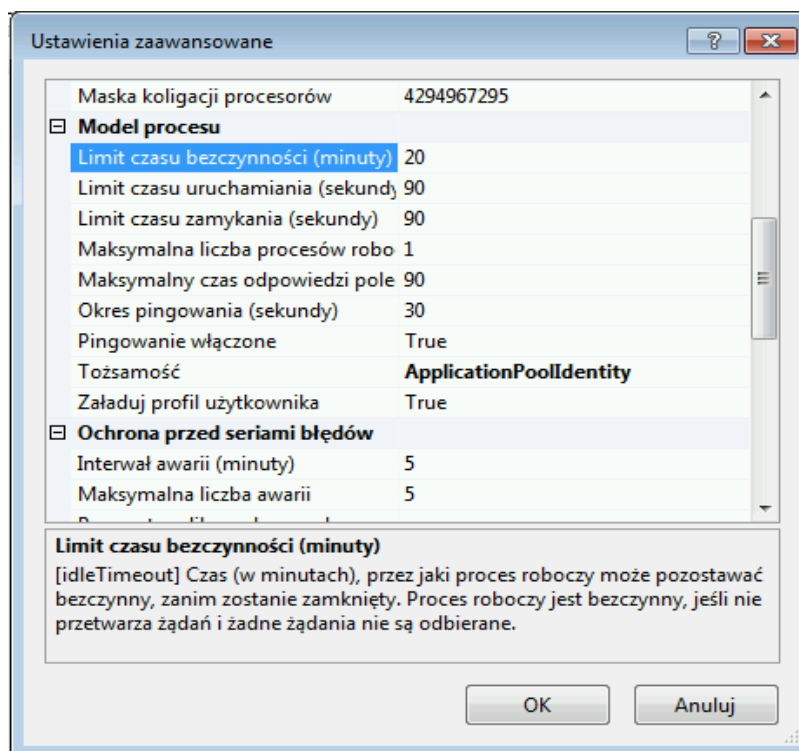 Ustawienia zaawansowane
Maska koligacji procesorów 4294967295
Model procesu
Limit czasu bezczynności (minuty) 20
Limit czasu uruchamiania (sekundy 90
Limit czasu zamykania (sekundy) 90
Maksymalna liczba procesów robo 1
Maksymalny czas odpowiedzi pole 90
Okres pingowania (sekundy) 30
Pingowanie włączone True
Tożsamość ApplicationPoolIdentity
Załaduj profil użytkownika True
Ochrona przed seriami błędów
Interwał awarii (minuty) 5
Maksymalna liczba awarii 5
Limit czasu bezczynności (minuty)
[idleTimeout] Czas (w minutach), przez jaki proces roboczy może pozostawać
bezczynny, zanim zostanie zamknięty. Proces roboczy jest bezczynny, jeśli nie
przetwarza żądań i żadne żądania nie są odbierane.
OK Anuluj